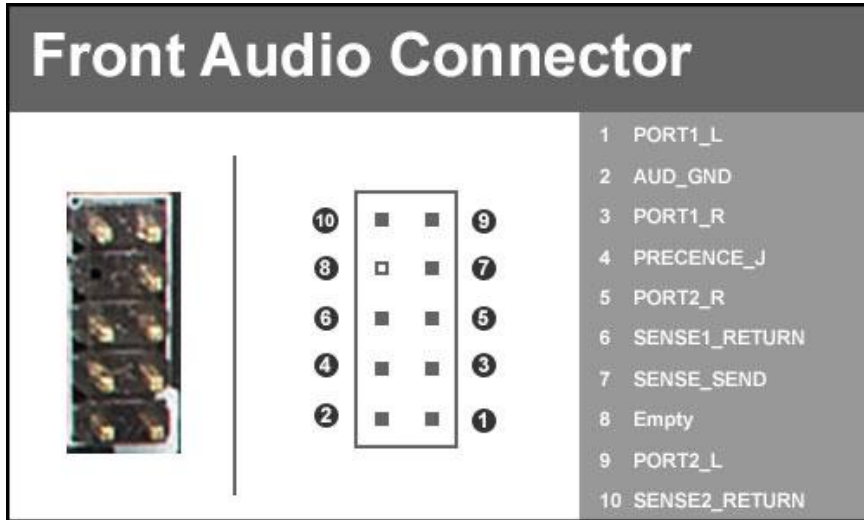 Front Audio Connector
10 9
8 7
6 5
4 3
2 1
1 PORT1_L
2 AUD_GND
3 PORT1_R
4 PRECENCE_J
5 PORT2_R
6 SENSE1_RETURN
7 SENSE_SEND
8 Empty
9 PORT2_L
10 SENSE2_RETURN